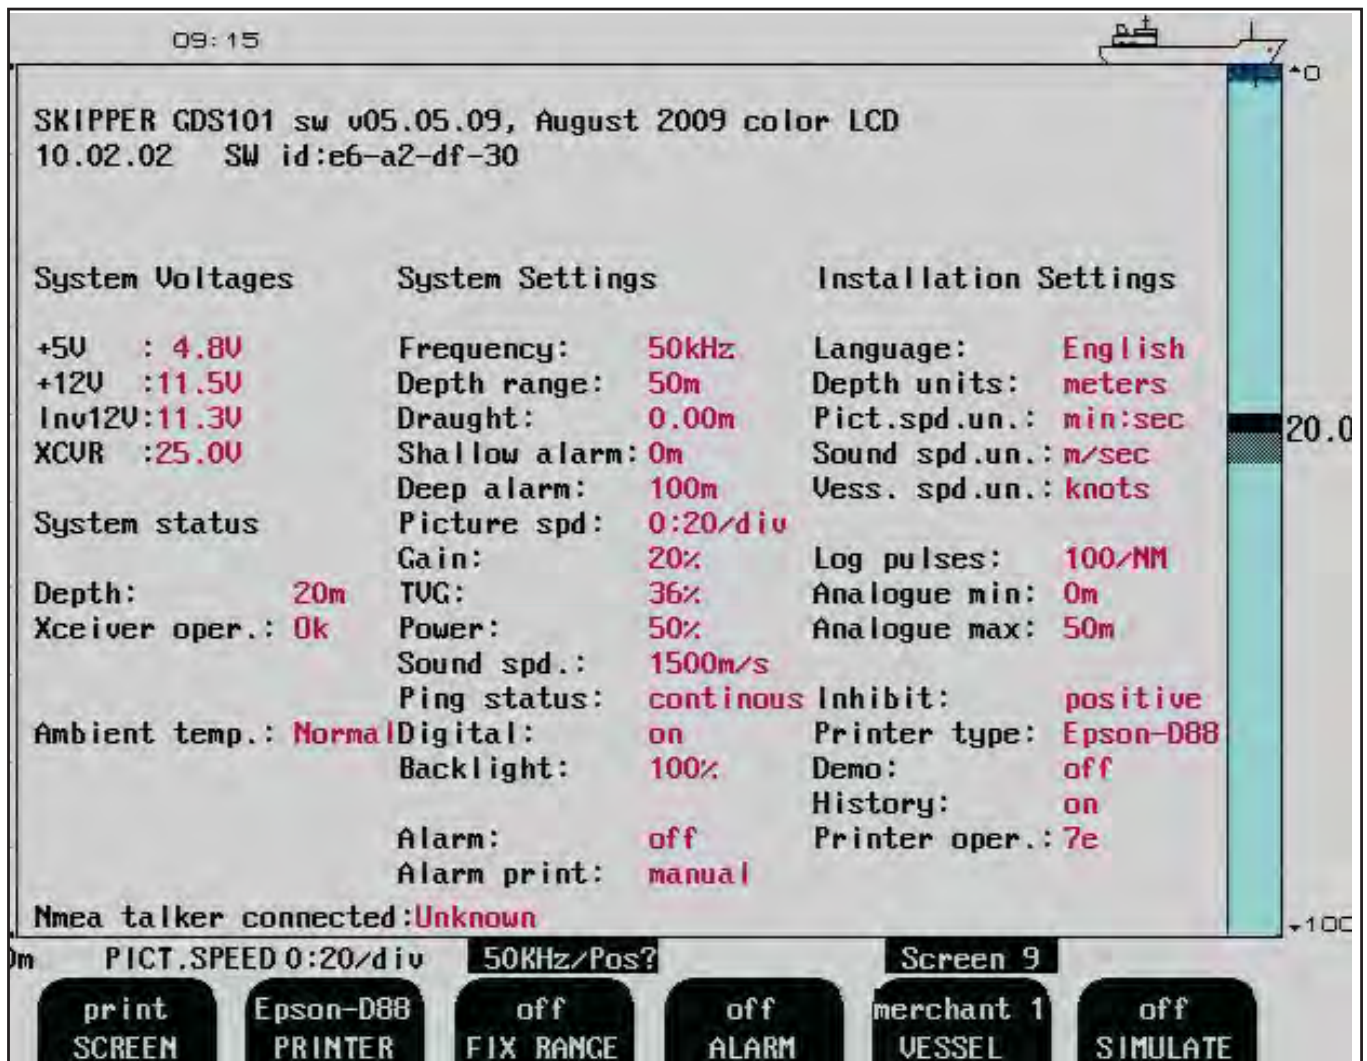 09:15
▴0
SKIPPER GDS101 sw v05.05.09, August 2009 color LCD
10.02.02 SW id:e6-a2-df-30
System Voltages
+5V : 4.8V
+12V :11.5V
Inv12V:11.3V
XCVR :25.0V
System status
Depth: 20m
Xceiver oper.: Ok
Ambient temp.: Normal
System Settings
Frequency: 50kHz
Depth range: 50m
Draught: 0.00m
Shallow alarm: 0m
Deep alarm: 100m
Picture spd: 0:20/div
Gain: 20%
TVG: 36%
Power: 50%
Sound spd.: 1500m/s
Ping status: continous
Digital: on
Backlight: 100%
Alarm: off
Alarm print: manual
Installation Settings
Language: English
Depth units: meters
Pict.spd.un.: min:sec
Sound spd.un.: m/sec
Vess. spd.un.: knots
Log pulses: 100/NM
Analogue min: 0m
Analogue max: 50m
Inhibit: positive
Printer type: Epson-D88
Demo: off
History: on
Printer oper.: 7e
20.0
Nmea talker connected:Unknown
▾100
0m PICT.SPEED 0:20/div 50KHz/Pos? Screen 9
print
SCREEN
Epson-D88
PRINTER
off
FIX RANGE
off
ALARM
merchant 1
VESSEL
off
SIMULATE